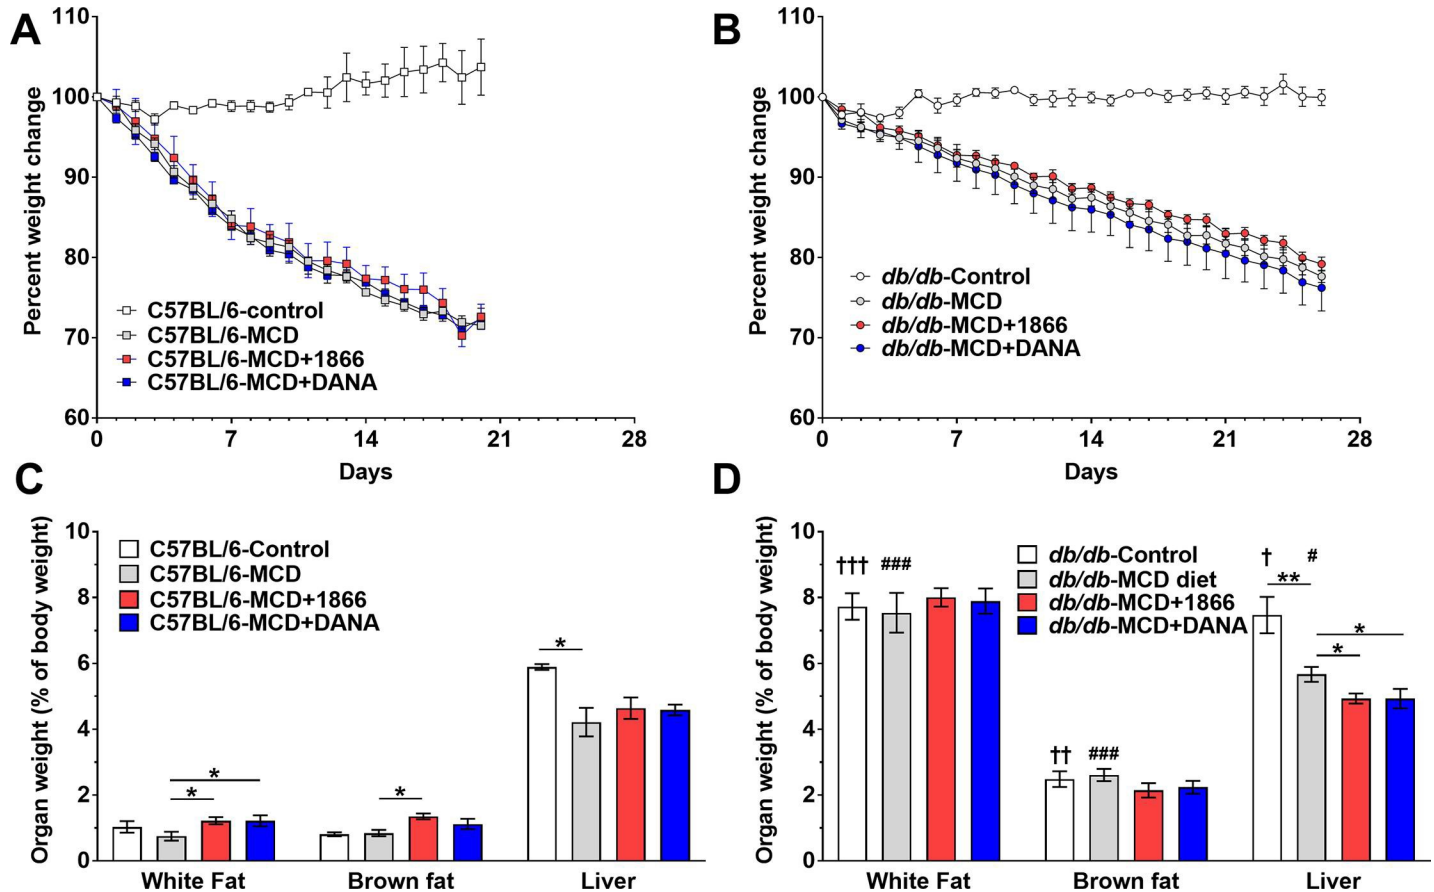 A
110
100
90
80
70
60
Percent weight change
C57BL/6-control
C57BL/6-MCD
C57BL/6-MCD+1866
C57BL/6-MCD+DANA
0 7 14 21 28
Days
B
110
100
90
80
70
60
Percent weight change
db/db-Control
db/db-MCD
db/db-MCD+1866
db/db-MCD+DANA
0 7 14 21 28
Days
C
10
8
6
4
2
0
Organ weight (% of body weight)
C57BL/6-Control
C57BL/6-MCD
C57BL/6-MCD+1866
C57BL/6-MCD+DANA
*
*
*
*
White Fat Brown fat Liver
D
10
8
6
4
2
0
Organ weight (% of body weight)
db/db-Control
db/db-MCD diet
db/db-MCD+1866
db/db-MCD+DANA
††† ###
†† ###
† #
**
*
*
White Fat Brown fat Liver